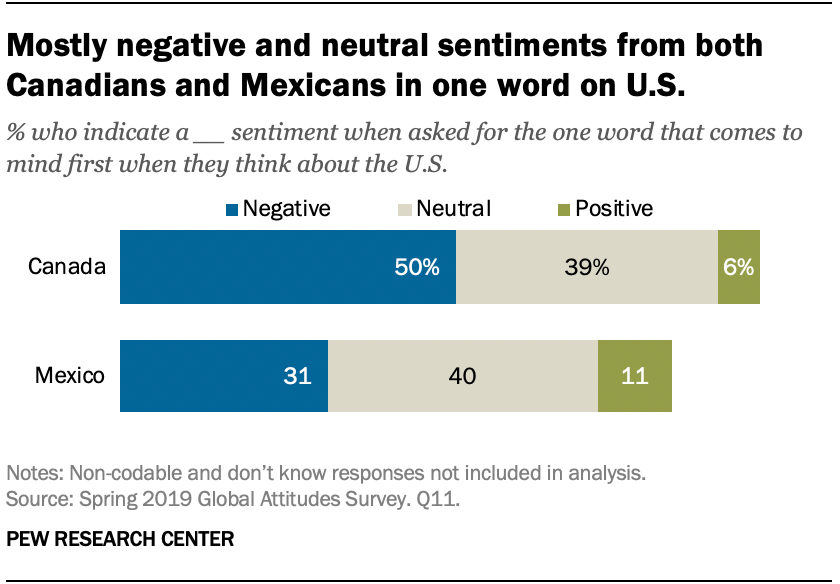 Mostly negative and neutral sentiments from both
Canadians and Mexicans in one word on U.S.
% who indicate a __ sentiment when asked for the one word that comes to
mind first when they think about the U.S.
Negative Neutral Positive
Canada 50% 39% 6%
Mexico 31 40 11
Notes: Non-codable and don’t know responses not included in analysis.
Source: Spring 2019 Global Attitudes Survey. Q11.
PEW RESEARCH CENTER